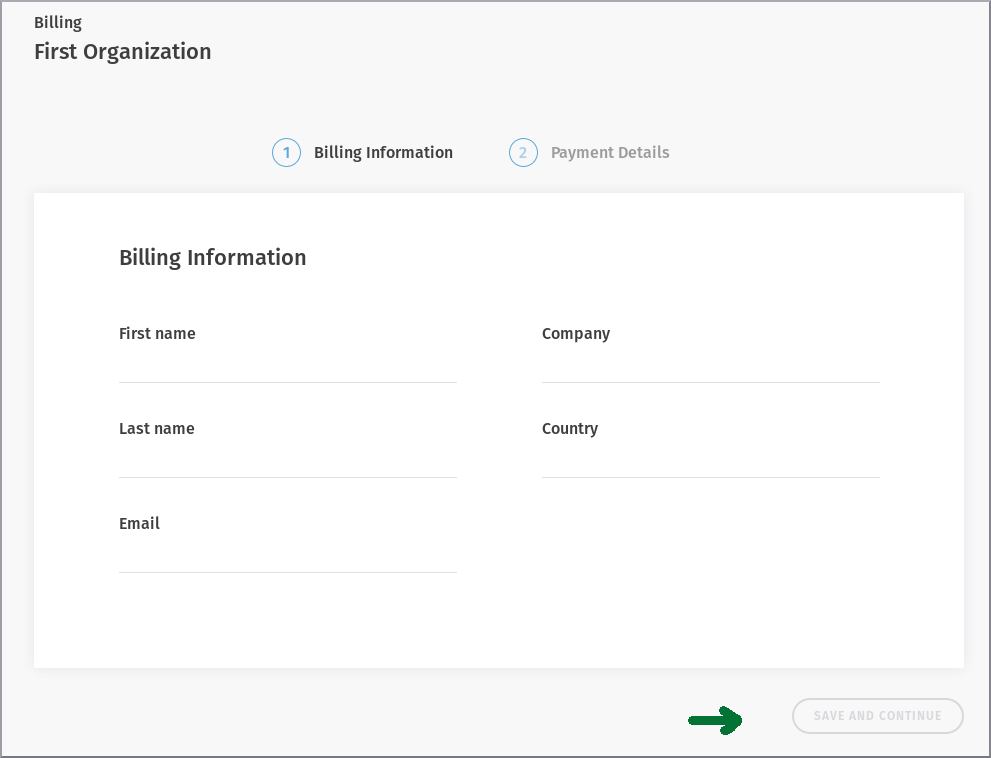 Billing
First Organization
1 Billing Information 2 Payment Details
Billing Information
First name Company
Last name Country
Email
SAVE AND CONTINUE